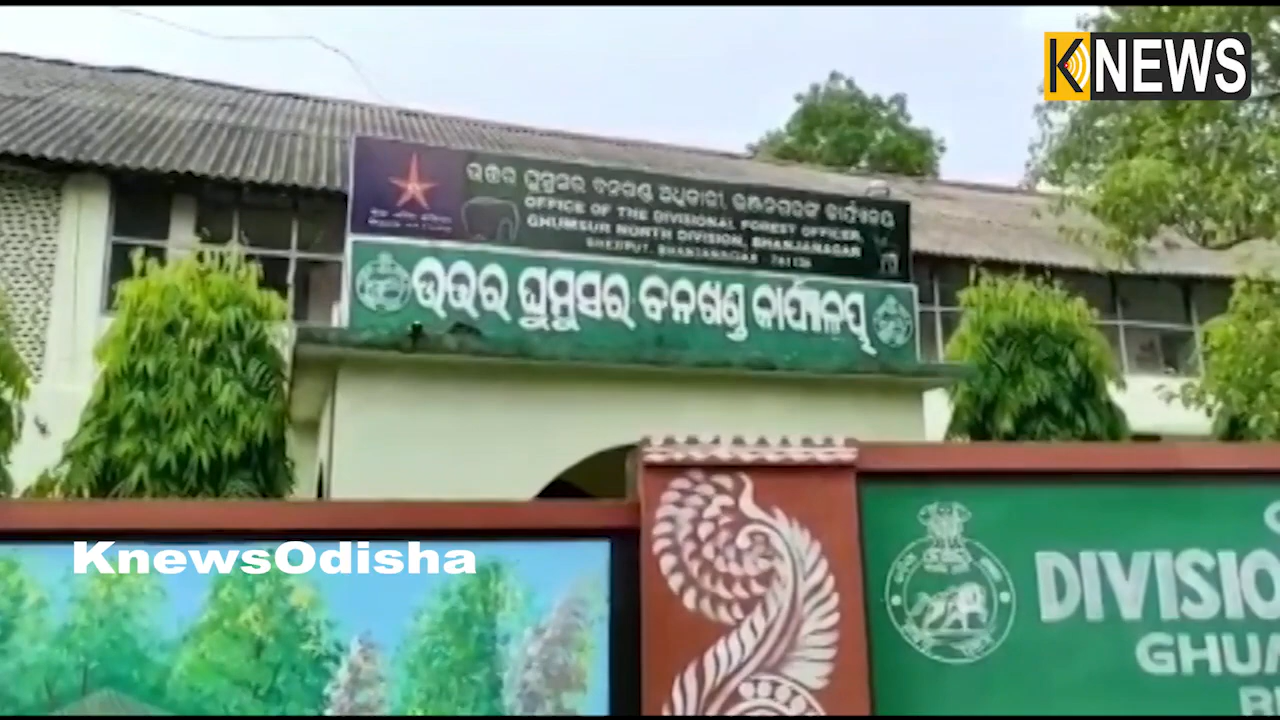 KNEWS
ଉତ୍ତର ଘୁମୁସର ବନଖଣ୍ଡ ଅଧିକାରୀ, ଭଞ୍ଜନଗରଙ୍କ କାର୍ଯ୍ୟାଳୟ
OFFICE OF THE DIVISIONAL FOREST OFFICER,
GHUMSUR NORTH DIVISION, BHANJANAGAR
BHANJANAGAR 761126
ଉତ୍ତର ଘୁମୁସର ବନଖଣ୍ଡ କାର୍ଯ୍ୟାଳୟ
KnewsOdisha
DIVISIO
GHUM